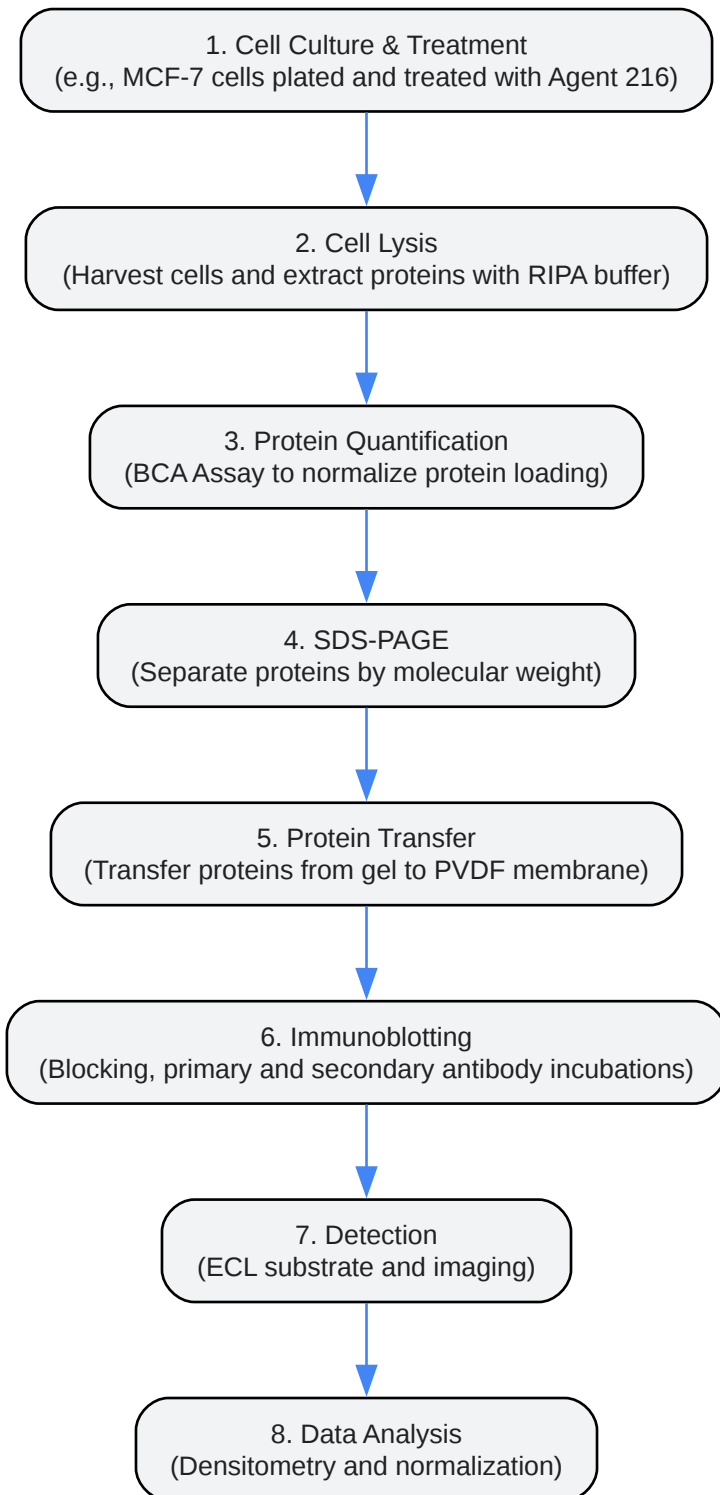 1. Cell Culture & Treatment
(e.g., MCF-7 cells plated and treated with Agent 216)
2. Cell Lysis
(Harvest cells and extract proteins with RIPA buffer)
3. Protein Quantification
(BCA Assay to normalize protein loading)
4. SDS-PAGE
(Separate proteins by molecular weight)
5. Protein Transfer
(Transfer proteins from gel to PVDF membrane)
6. Immunoblotting
(Blocking, primary and secondary antibody incubations)
7. Detection
(ECL substrate and imaging)
8. Data Analysis
(Densitometry and normalization)